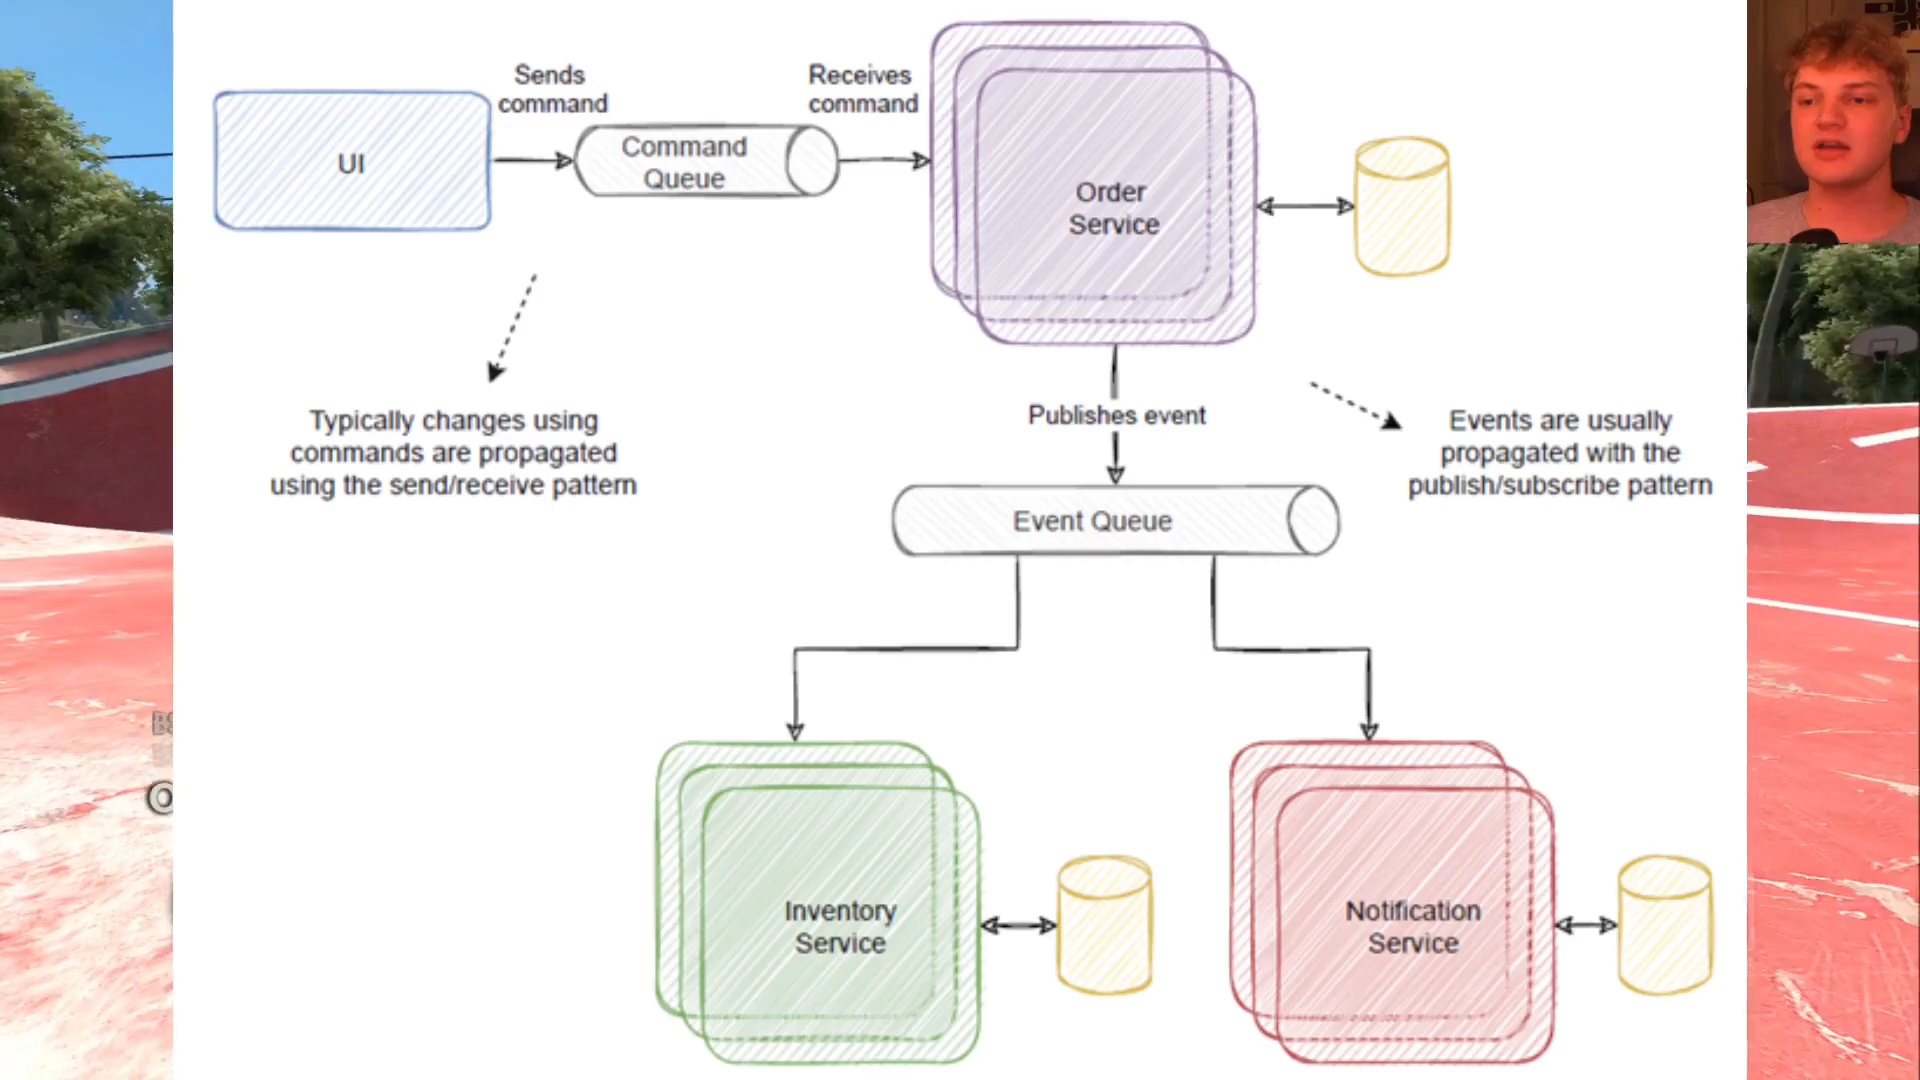 Sends
command
Receives
command
UI
Command
Queue
Order
Service
Typically changes using
commands are propagated
using the send/receive pattern
Publishes event
Events are usually
propagated with the
publish/subscribe pattern
Event Queue
Inventory
Service
Notification
Service